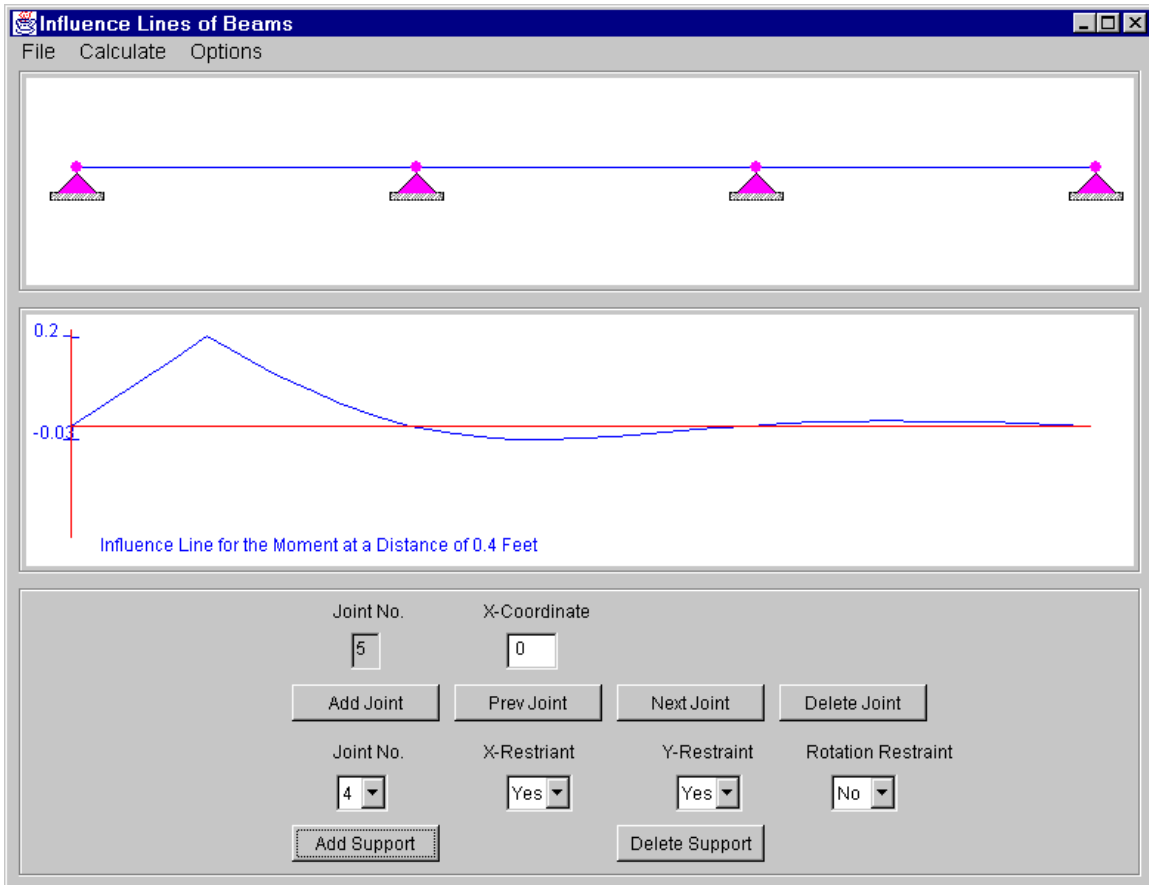 Influence Lines of Beams
File Calculate Options
0.2
-0.03
Influence Line for the Moment at a Distance of 0.4 Feet
Joint No. X-Coordinate
5 0
Add Joint Prev Joint Next Joint Delete Joint
Joint No. X-Restriant Y-Restraint Rotation Restraint
4 Yes Yes No
Add Support Delete Support